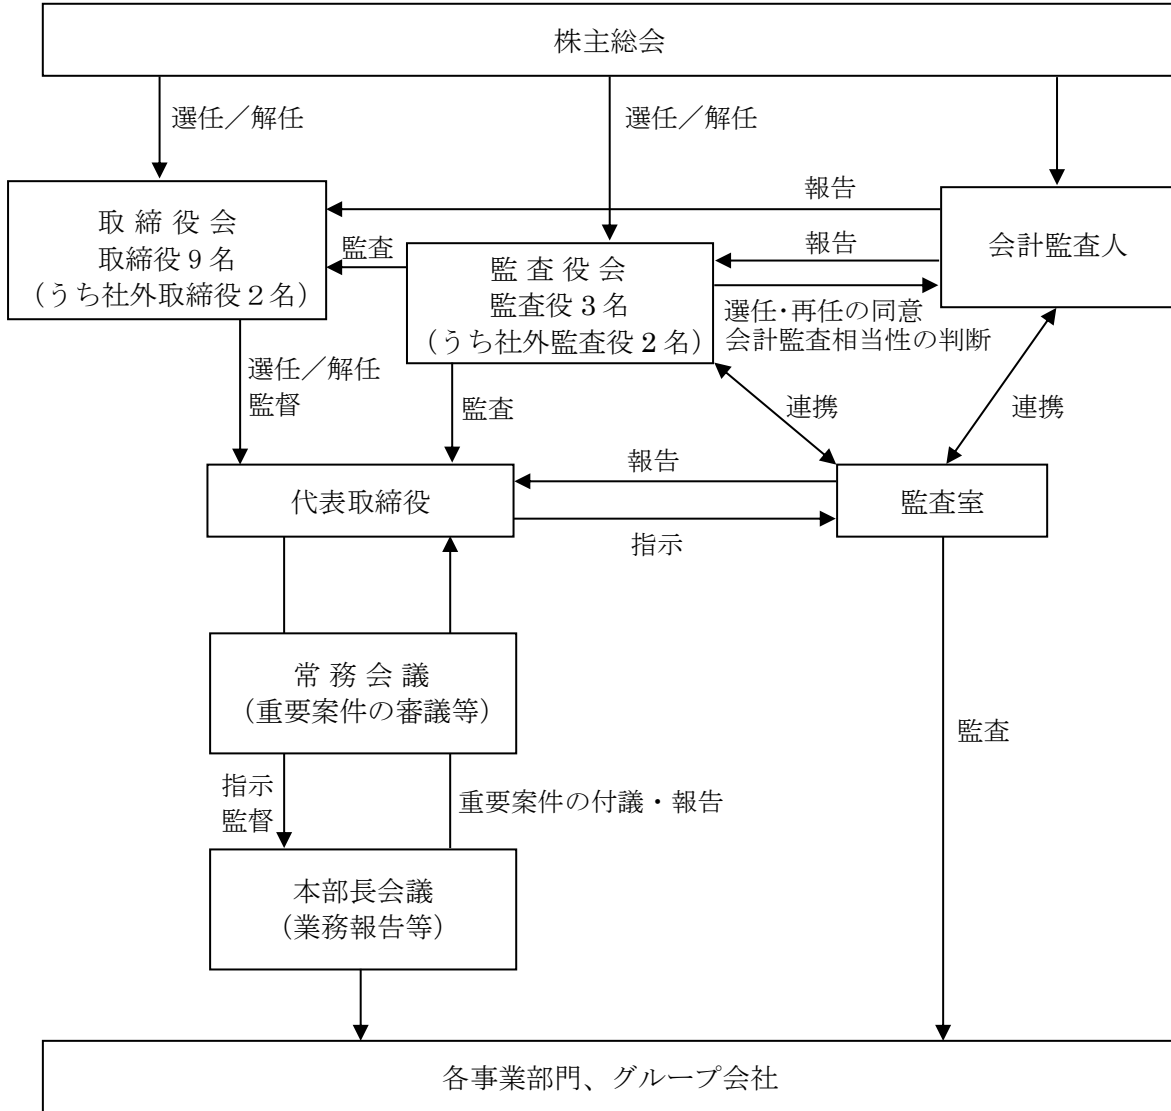 株主総会
選任／解任
選任／解任
報告
取 締 役 会
取締役 9 名
（うち社外取締役２名）
監査
監 査 役 会
監査役 3 名
（うち社外監査役 2 名）
報告
会計監査人
選任･再任の同意
会計監査相当性の判断
選任／解任
監督
監査
連携
連携
代表取締役
報告
指示
監査室
常 務 会 議
（重要案件の審議等）
監査
指示
監督
重要案件の付議・報告
本部長会議
（業務報告等）
各事業部門、グループ会社